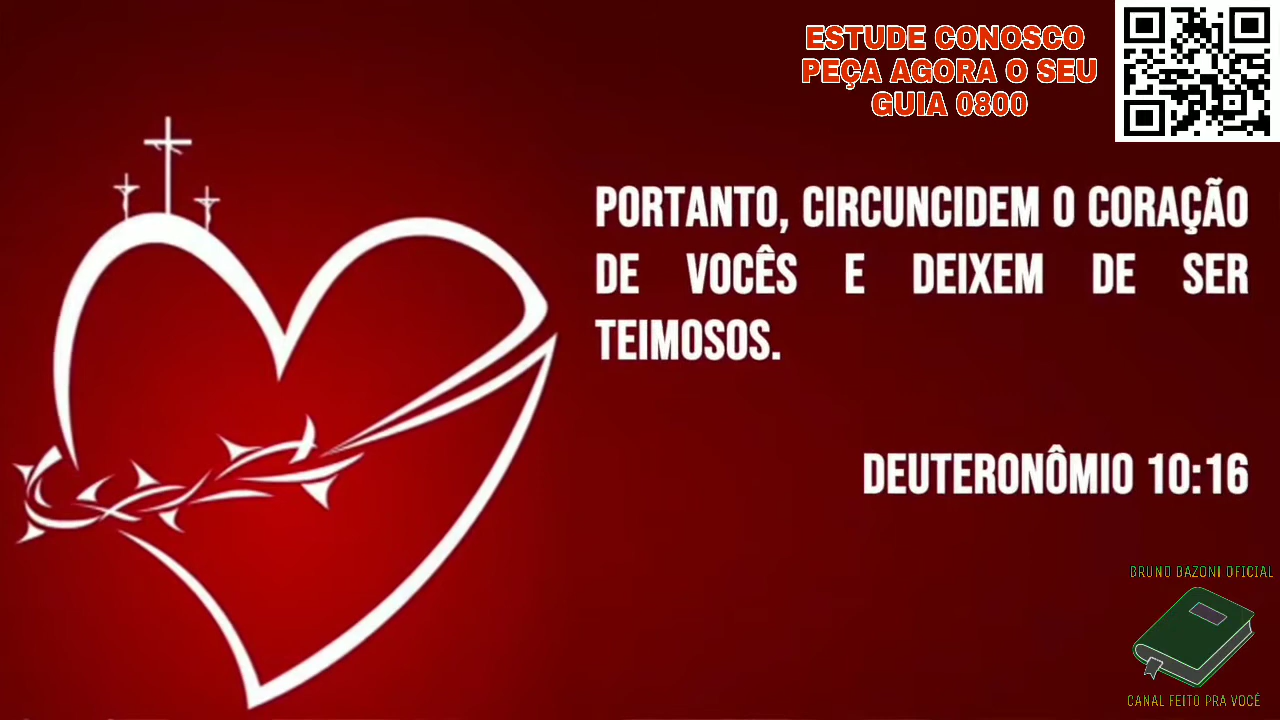 ESTUDE CONOSCO
PEÇA AGORA O SEU
GUIA 0800
PORTANTO, CIRCUNCIDEM O CORAÇÃO
DE VOCÊS E DEIXEM DE SER
TEIMOSOS.
DEUTERONÔMIO 10:16
BRUNO BAZONI OFICIAL
CANAL FEITO PRA VOCÊ